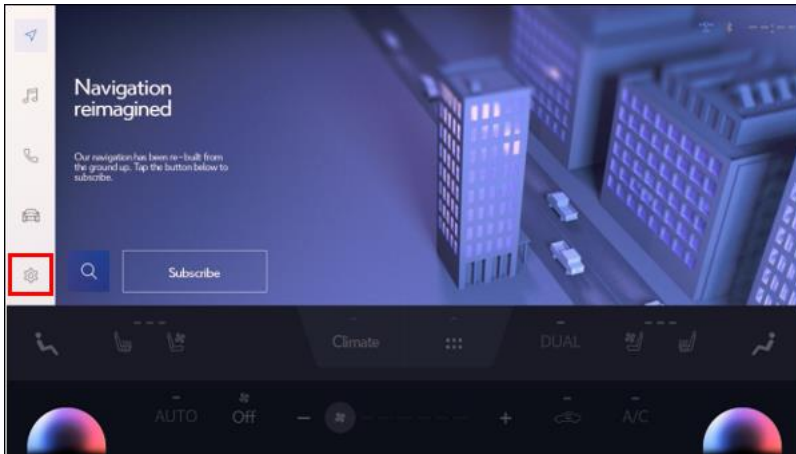 Navigation
reimagined
Our navigation has been re-built from
the ground up. Tap the button below to
subscribe.
Subscribe
Climate
DUAL
AUTO
Off
A/C